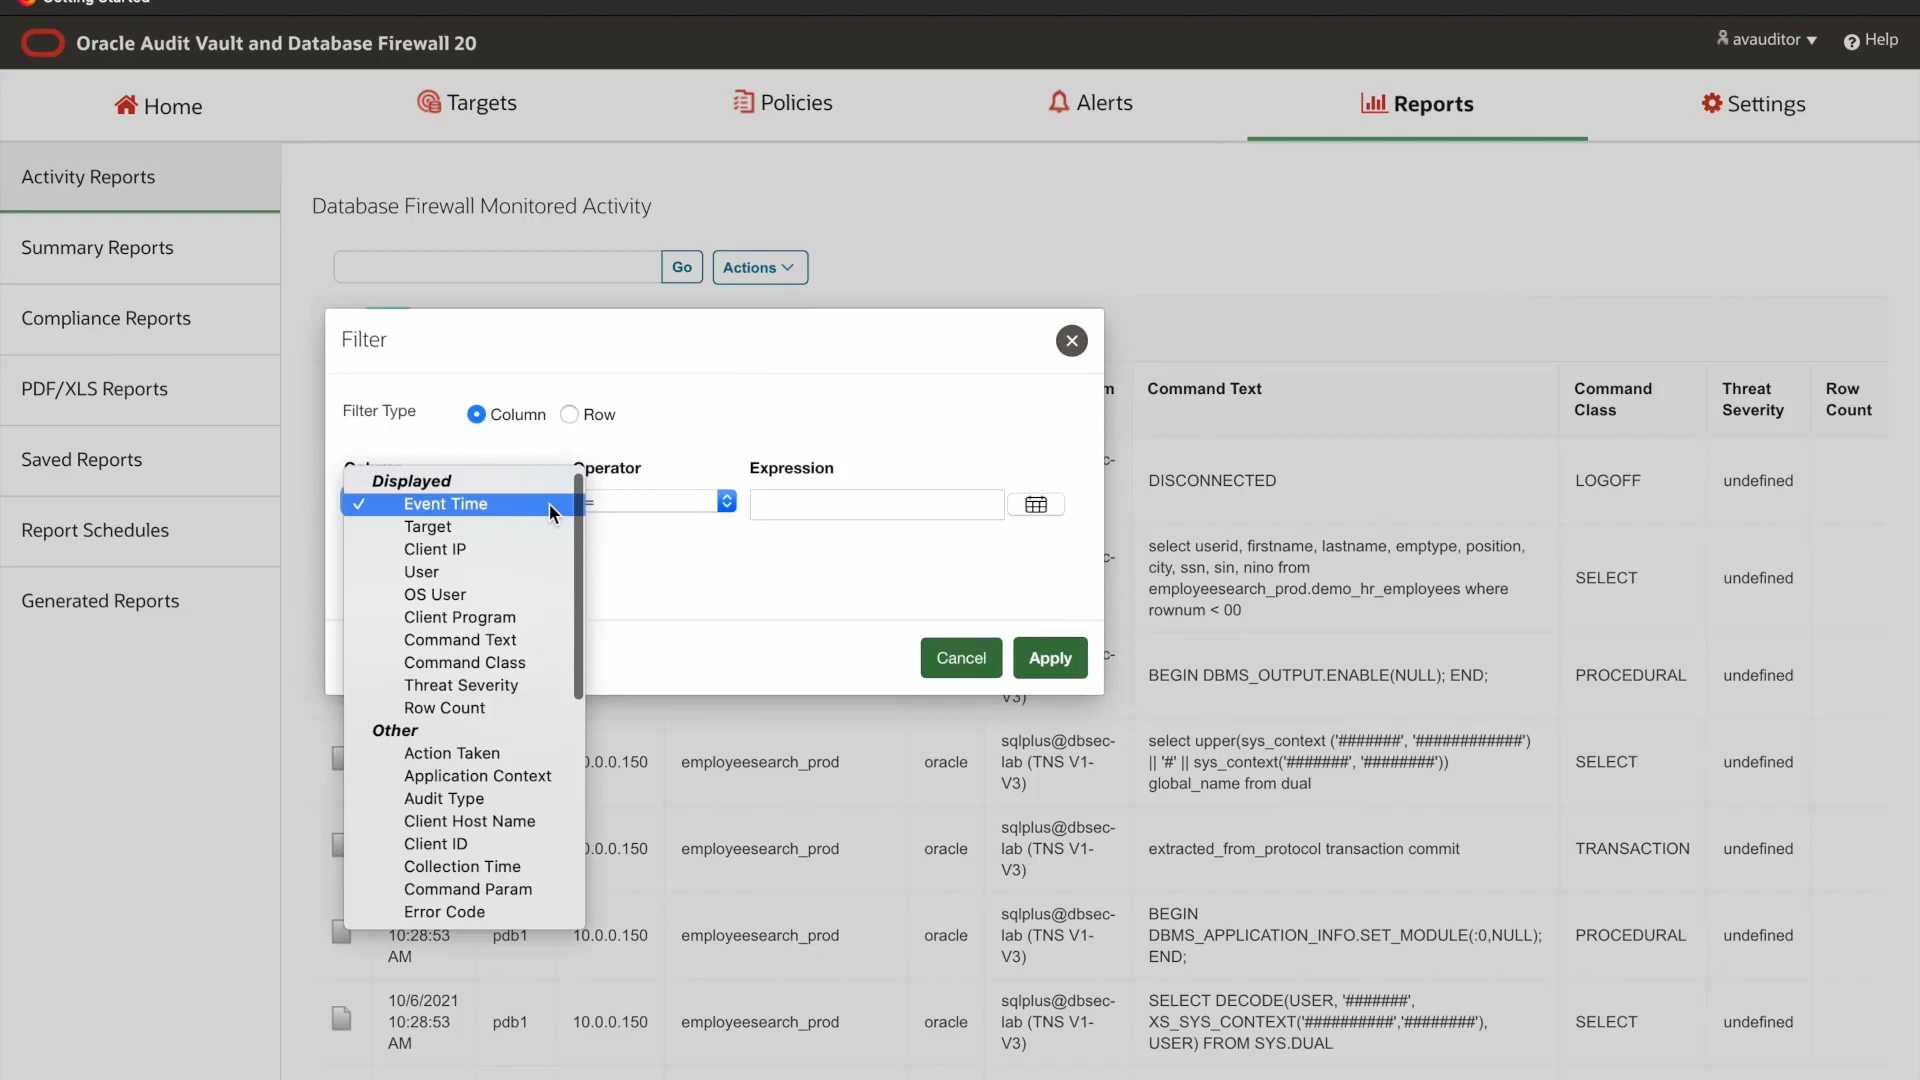 Getting Started
Oracle Audit Vault and Database Firewall 20
avauditor
Help
Home
Targets
Policies
Alerts
Reports
Settings
Activity Reports
Summary Reports
Compliance Reports
PDF/XLS Reports
Saved Reports
Report Schedules
Generated Reports
Database Firewall Monitored Activity
Go
Actions
Filter
Filter Type
Column
Row
Operator
Expression
=
Displayed
Event Time
Target
Client IP
User
OS User
Client Program
Command Text
Command Class
Threat Severity
Row Count
Other
Action Taken
Application Context
Audit Type
Client Host Name
Client ID
Collection Time
Command Param
Error Code
Cancel
Apply
m
Command Text
Command
Class
Threat
Severity
Row
Count
c-
DISCONNECTED
LOGOFF
undefined
c-
select userid, firstname, lastname, emptype, position,
city, ssn, sin, nino from
employeesearch_prod.demo_hr_employees where
rownum < 00
SELECT
undefined
c-
V3)
BEGIN DBMS_OUTPUT.ENABLE(NULL); END;
PROCEDURAL
undefined
0.0.150
employeesearch_prod
oracle
sqlplus@dbsec-
lab (TNS V1-
V3)
select upper(sys_context ('#######', '############')
|| '#' || sys_context('#######', '########'))
global_name from dual
SELECT
undefined
0.0.150
employeesearch_prod
oracle
sqlplus@dbsec-
lab (TNS V1-
V3)
extracted_from_protocol transaction commit
TRANSACTION
undefined
10:28:53
AM
pdb1
10.0.0.150
employeesearch_prod
oracle
sqlplus@dbsec-
lab (TNS V1-
V3)
BEGIN
DBMS_APPLICATION_INFO.SET_MODULE(:0,NULL);
END;
PROCEDURAL
undefined
10/6/2021
10:28:53
AM
pdb1
10.0.0.150
employeesearch_prod
oracle
sqlplus@dbsec-
lab (TNS V1-
V3)
SELECT DECODE(USER, '#######',
XS_SYS_CONTEXT('##########','########'),
USER) FROM SYS.DUAL
SELECT
undefined